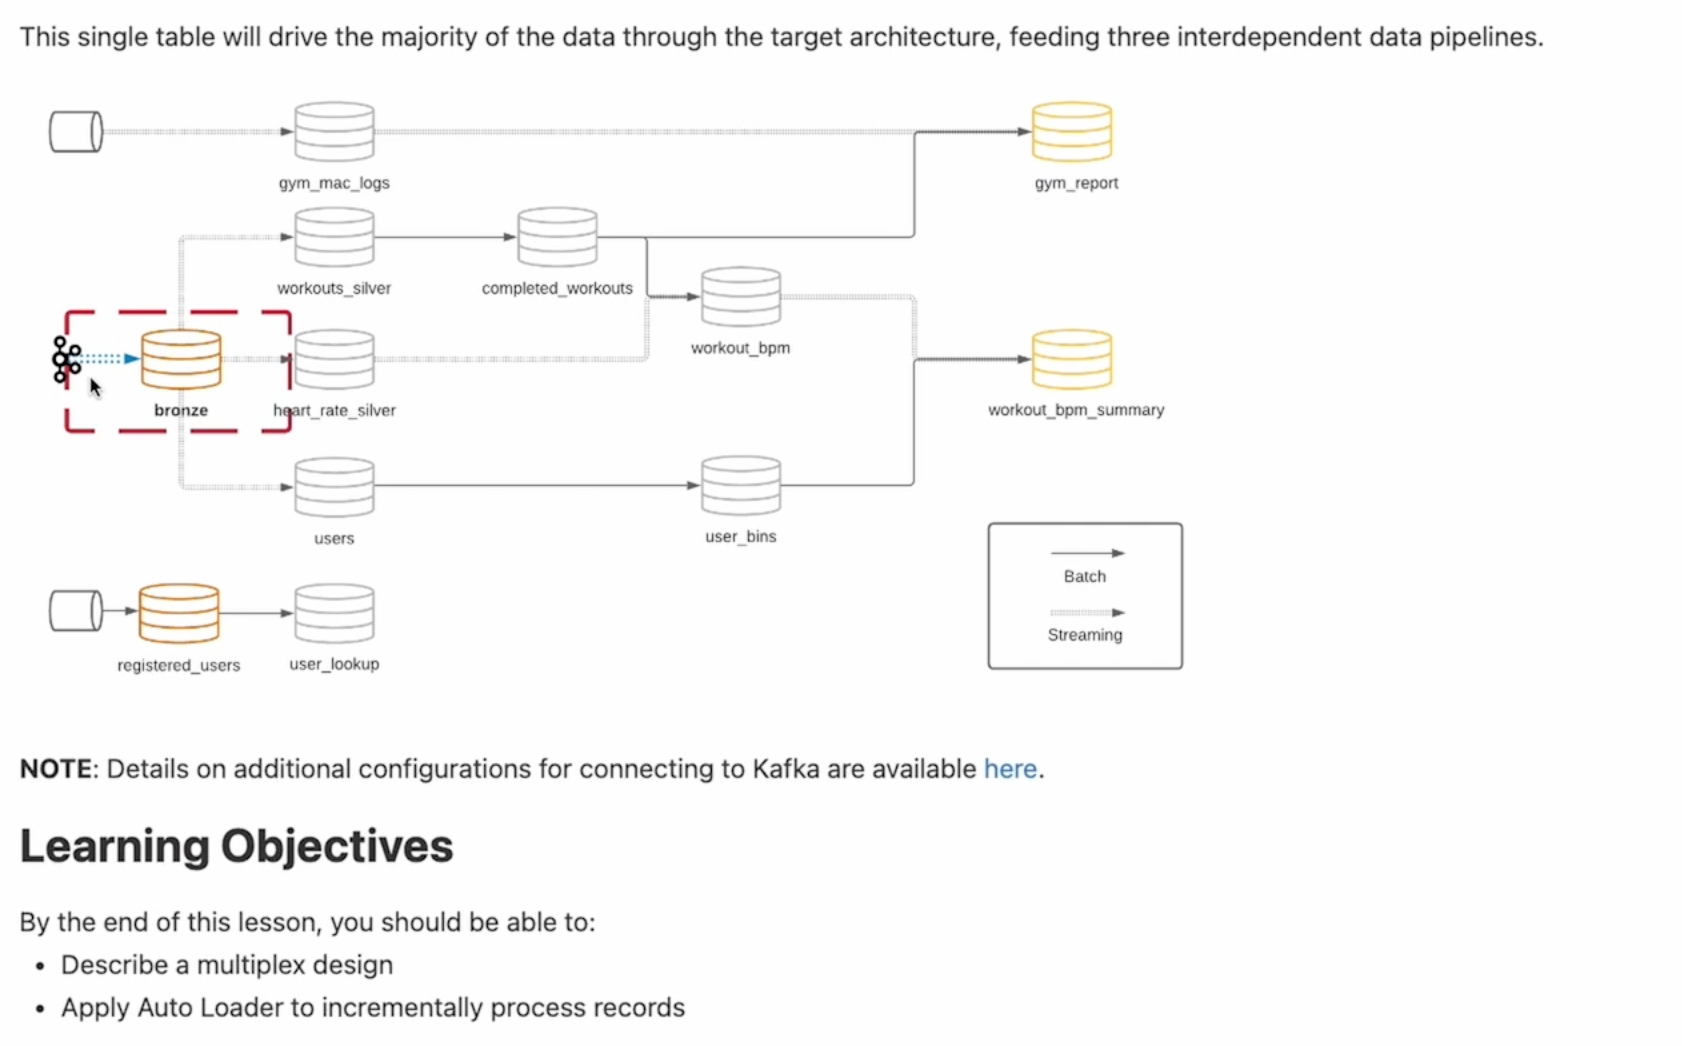 This single table will drive the majority of the data through the target architecture, feeding three interdependent data pipelines.
gym_mac_logs
gym_report
workouts_silver
completed_workouts
workout_bpm
bronze
heart_rate_silver
workout_bpm_summary
users
user_bins
Batch
Streaming
registered_users
user_lookup
NOTE: Details on additional configurations for connecting to Kafka are available here.
Learning Objectives
By the end of this lesson, you should be able to:
• Describe a multiplex design
• Apply Auto Loader to incrementally process records